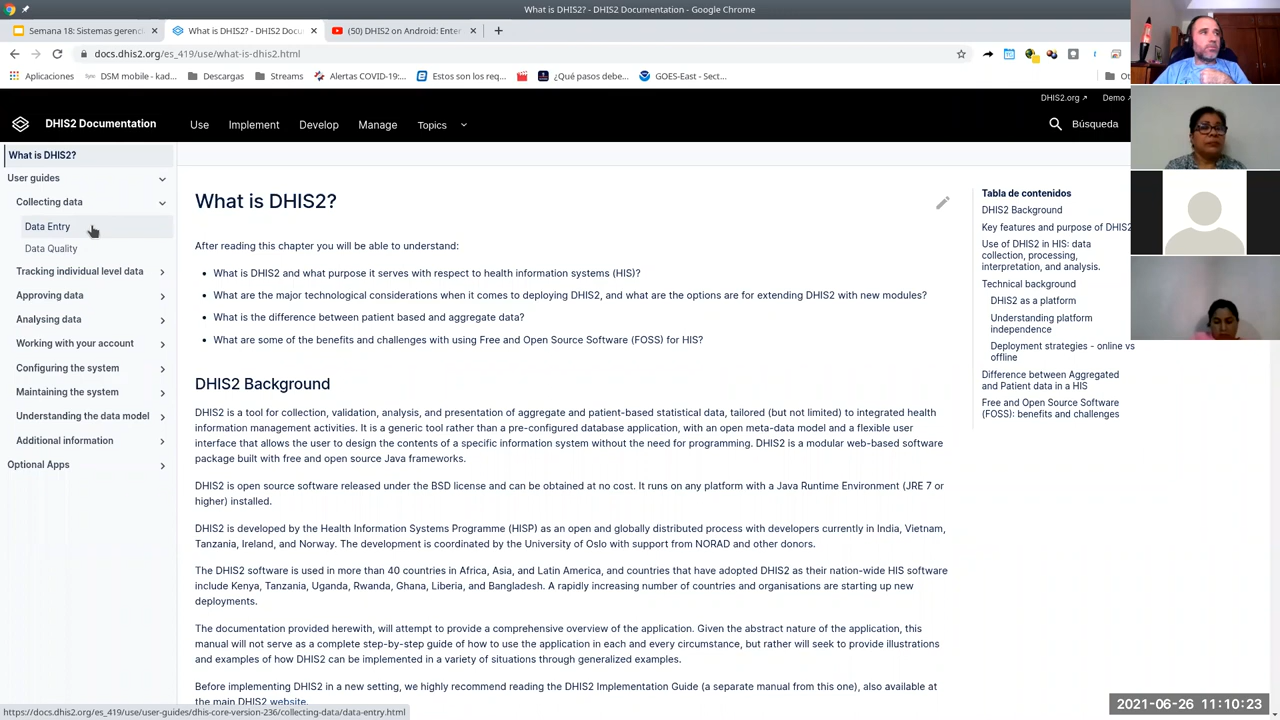 What is DHIS2? - DHIS2 Documentation - Google Chrome
Semana 18: Sistemas gerenc
What is DHIS2? - DHIS2 Docu
(50) DHIS2 on Android: Enter
docs.dhis2.org/es_419/use/what-is-dhis2.html
Aplicaciones
DSM mobile - kad...
Descargas
Streams
Alertas COVID-19:...
Estos son los req...
¿Qué pasos debe...
GOES-East - Sect...
Ot
DHIS2.org
Demo
DHIS2 Documentation
Use
Implement
Develop
Manage
Topics
Búsqueda
What is DHIS2?
User guides
Collecting data
Data Entry
Data Quality
Tracking individual level data
Approving data
Analysing data
Working with your account
Configuring the system
Maintaining the system
Understanding the data model
Additional information
Optional Apps
What is DHIS2?
After reading this chapter you will be able to understand:
What is DHIS2 and what purpose it serves with respect to health information systems (HIS)?
What are the major technological considerations when it comes to deploying DHIS2, and what are the options are for extending DHIS2 with new modules?
What is the difference between patient based and aggregate data?
What are some of the benefits and challenges with using Free and Open Source Software (FOSS) for HIS?
DHIS2 Background
DHIS2 is a tool for collection, validation, analysis, and presentation of aggregate and patient-based statistical data, tailored (but not limited) to integrated health
information management activities. It is a generic tool rather than a pre-configured database application, with an open meta-data model and a flexible user
interface that allows the user to design the contents of a specific information system without the need for programming. DHIS2 is a modular web-based software
package built with free and open source Java frameworks.
DHIS2 is open source software released under the BSD license and can be obtained at no cost. It runs on any platform with a Java Runtime Environment (JRE 7 or
higher) installed.
DHIS2 is developed by the Health Information Systems Programme (HISP) as an open and globally distributed process with developers currently in India, Vietnam,
Tanzania, Ireland, and Norway. The development is coordinated by the University of Oslo with support from NORAD and other donors.
The DHIS2 software is used in more than 40 countries in Africa, Asia, and Latin America, and countries that have adopted DHIS2 as their nation-wide HIS software
include Kenya, Tanzania, Uganda, Rwanda, Ghana, Liberia, and Bangladesh. A rapidly increasing number of countries and organisations are starting up new
deployments.
The documentation provided herewith, will attempt to provide a comprehensive overview of the application. Given the abstract nature of the application, this
manual will not serve as a complete step-by-step guide of how to use the application in each and every circumstance, but rather will seek to provide illustrations
and examples of how DHIS2 can be implemented in a variety of situations through generalized examples.
Before implementing DHIS2 in a new setting, we highly recommend reading the DHIS2 Implementation Guide (a separate manual from this one), also available at
the main DHIS2 website.
Tabla de contenidos
DHIS2 Background
Key features and purpose of DHIS2
Use of DHIS2 in HIS: data
collection, processing,
interpretation, and analysis.
Technical background
DHIS2 as a platform
Understanding platform
independence
Deployment strategies - online vs
offline
Difference between Aggregated
and Patient data in a HIS
Free and Open Source Software
(FOSS): benefits and challenges
https://docs.dhis2.org/es_419/use/user-guides/dhis-core-version-236/collecting-data/data-entry.html
2021-06-26 11:10:23